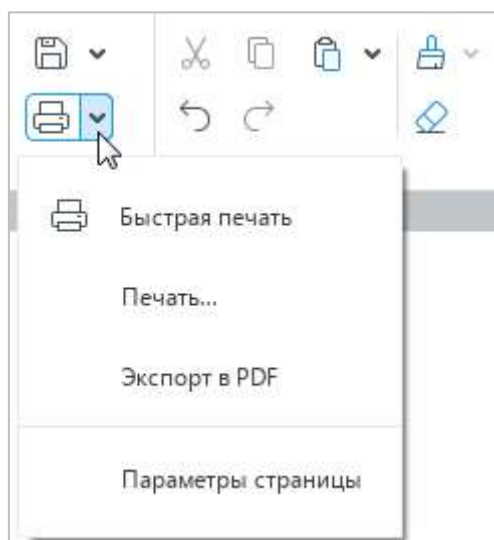 Быстрая печать
Печать...
Экспорт в PDF
Параметры страницы